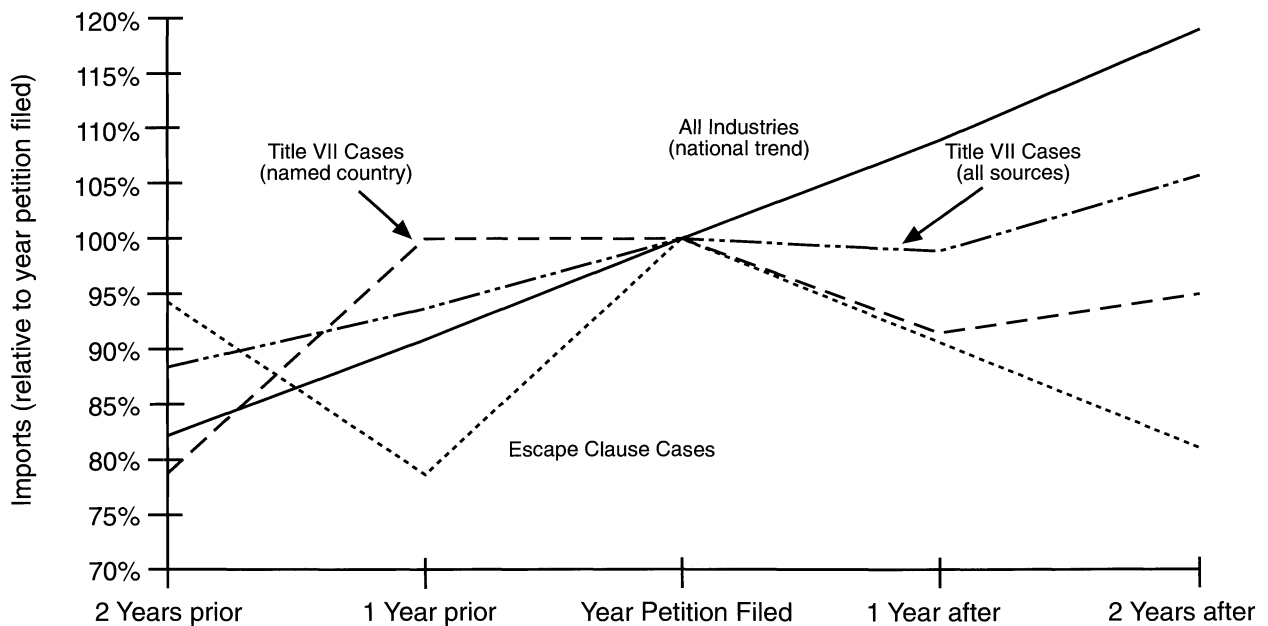 Imports (relative to year petition filed)
120%
115%
110%
105%
100%
95%
90%
85%
80%
75%
70%
Title VII Cases
(named country)
All Industries
(national trend)
Title VII Cases
(all sources)
Escape Clause Cases
2 Years prior
1 Year prior
Year Petition Filed
1 Year after
2 Years after